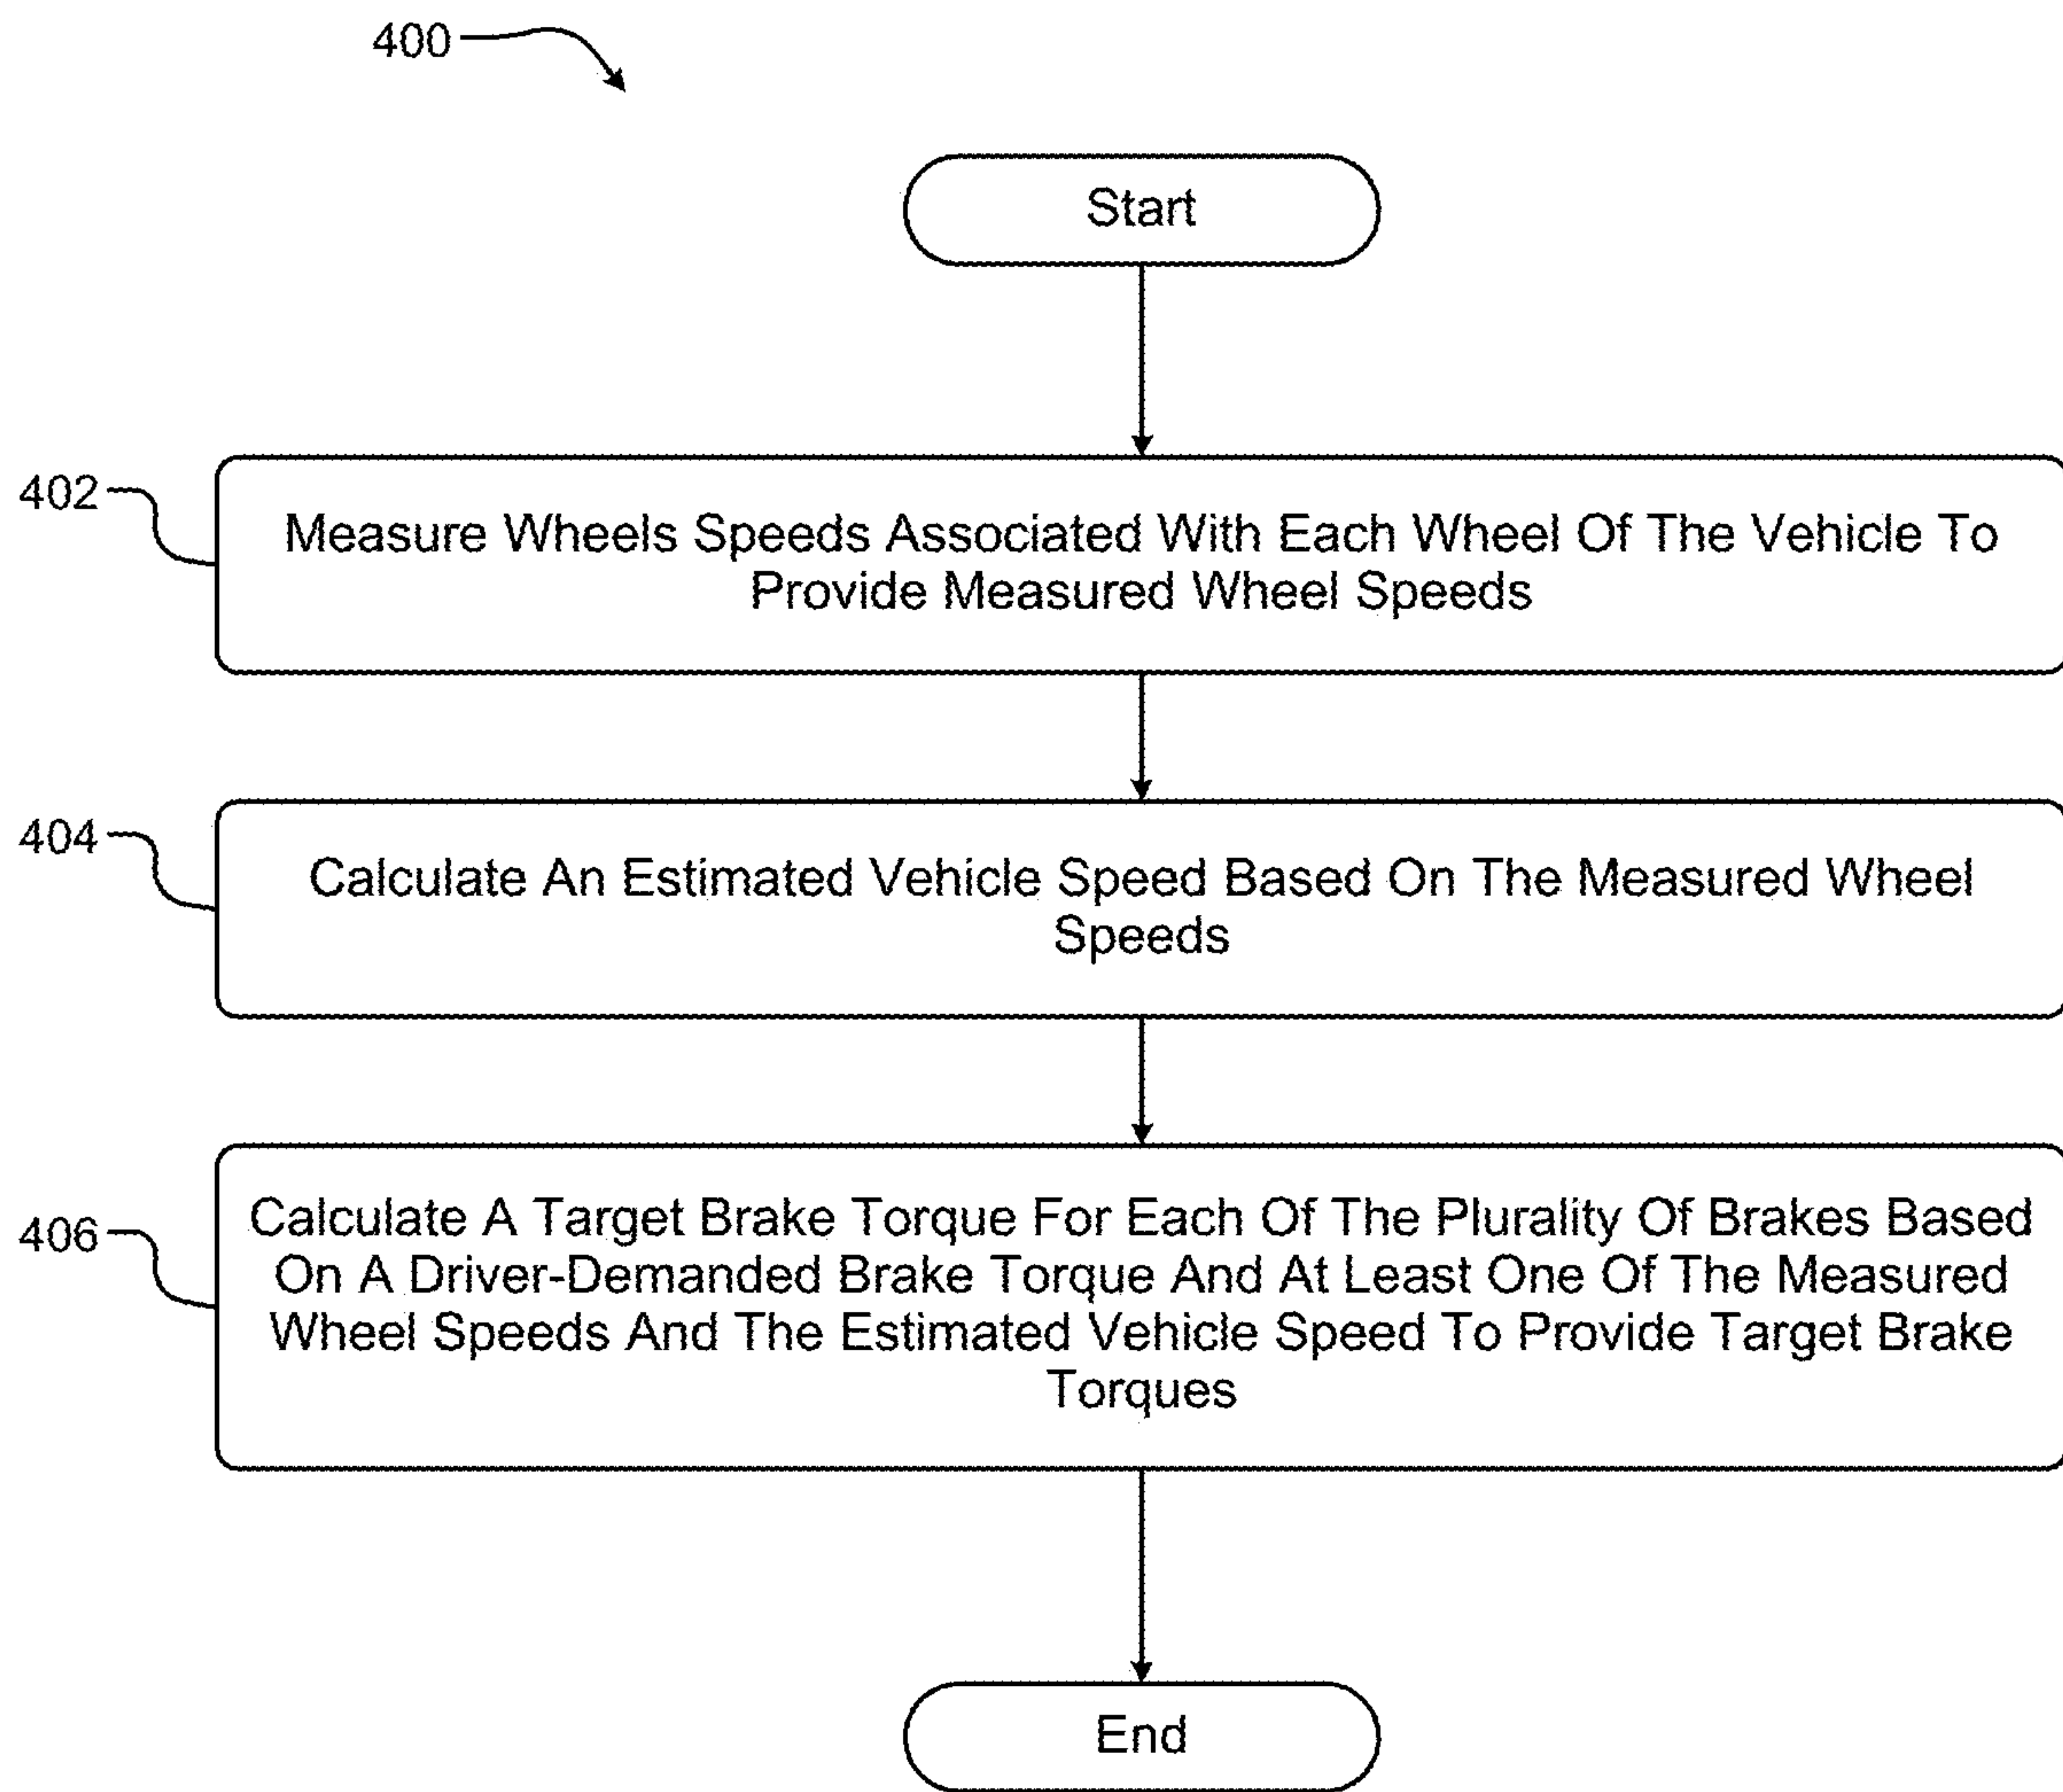 400
Start
402
Measure Wheels Speeds Associated With Each Wheel Of The Vehicle To
Provide Measured Wheel Speeds
404
Calculate An Estimated Vehicle Speed Based On The Measured Wheel
Speeds
406
Calculate A Target Brake Torque For Each Of The Plurality Of Brakes Based
On A Driver-Demanded Brake Torque And At Least One Of The Measured
Wheel Speeds And The Estimated Vehicle Speed To Provide Target Brake
Torques
End